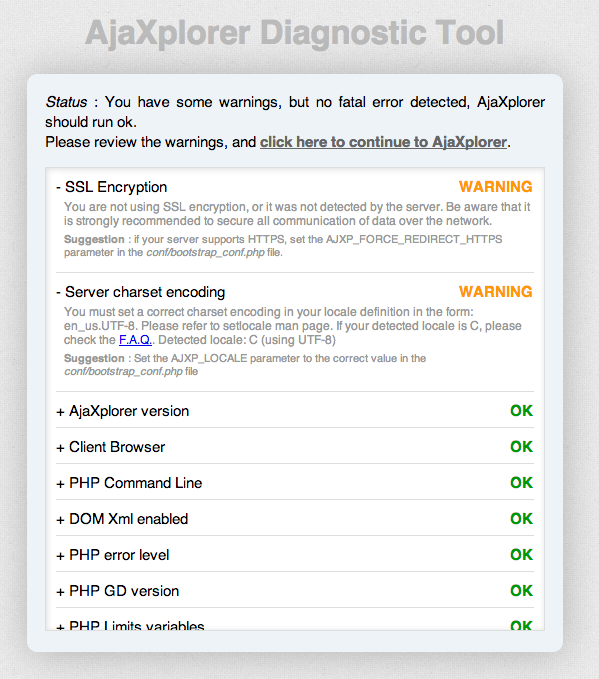 AjaXplorer Diagnostic Tool
Status : You have some warnings, but no fatal error detected, AjaXplorer
should run ok.
Please review the warnings, and click here to continue to AjaXplorer.
- SSL Encryption WARNING
You are not using SSL encryption, or it was not detected by the server. Be aware that it
is strongly recommended to secure all communication of data over the network.
Suggestion : if your server supports HTTPS, set the AJXP_FORCE_REDIRECT_HTTPS
parameter in the conf/bootstrap_conf.php file.
- Server charset encoding WARNING
You must set a correct charset encoding in your locale definition in the form:
en_us.UTF-8. Please refer to setlocale man page. If your detected locale is C, please
check the F.A.Q.. Detected locale: C (using UTF-8)
Suggestion : Set the AJXP_LOCALE parameter to the correct value in the
conf/bootstrap_conf.php file
+ AjaXplorer version OK
+ Client Browser OK
+ PHP Command Line OK
+ DOM Xml enabled OK
+ PHP error level OK
+ PHP GD version OK
+ PHP Limits variables OK